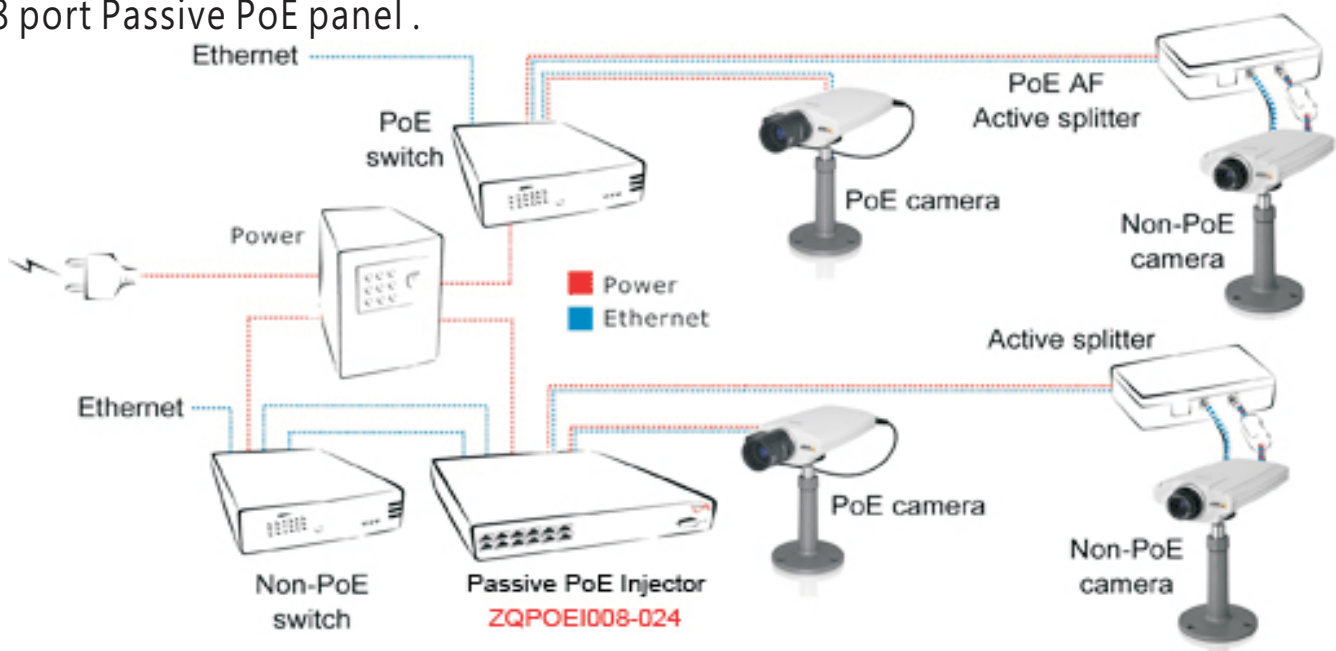 port Passive PoE panel .
Ethernet
PoE
switch
PoE AF
Active splitter
PoE camera
Non-PoE
camera
Power
Power
Ethernet
Active splitter
Ethernet
PoE camera
Non-PoE
camera
Non-PoE
switch
Passive PoE Injector
ZQPOEI008-024